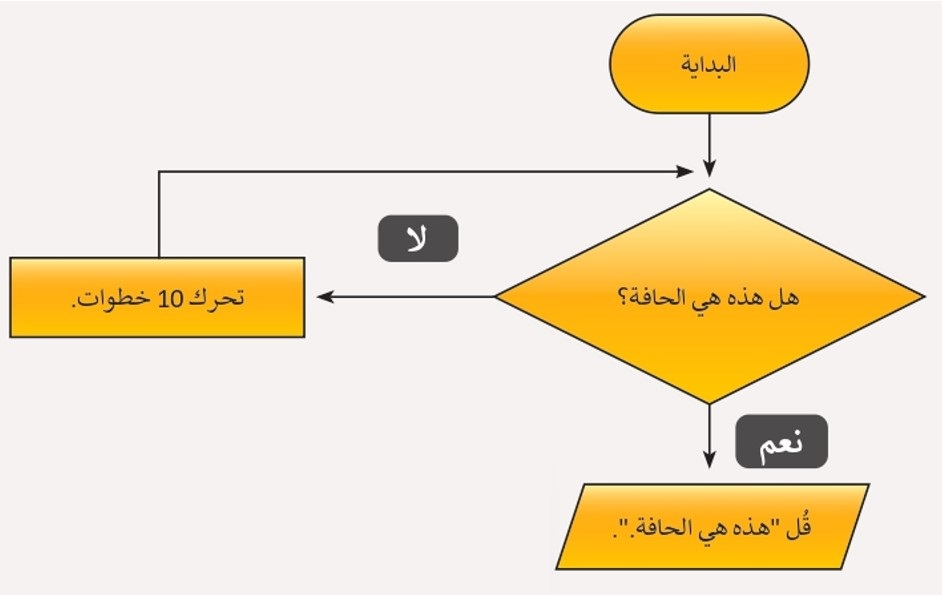 البداية
هل هذه هي الحافة؟
لا
تحرك 10 خطوات.
نعم
قُل "هذه هي الحافة.".